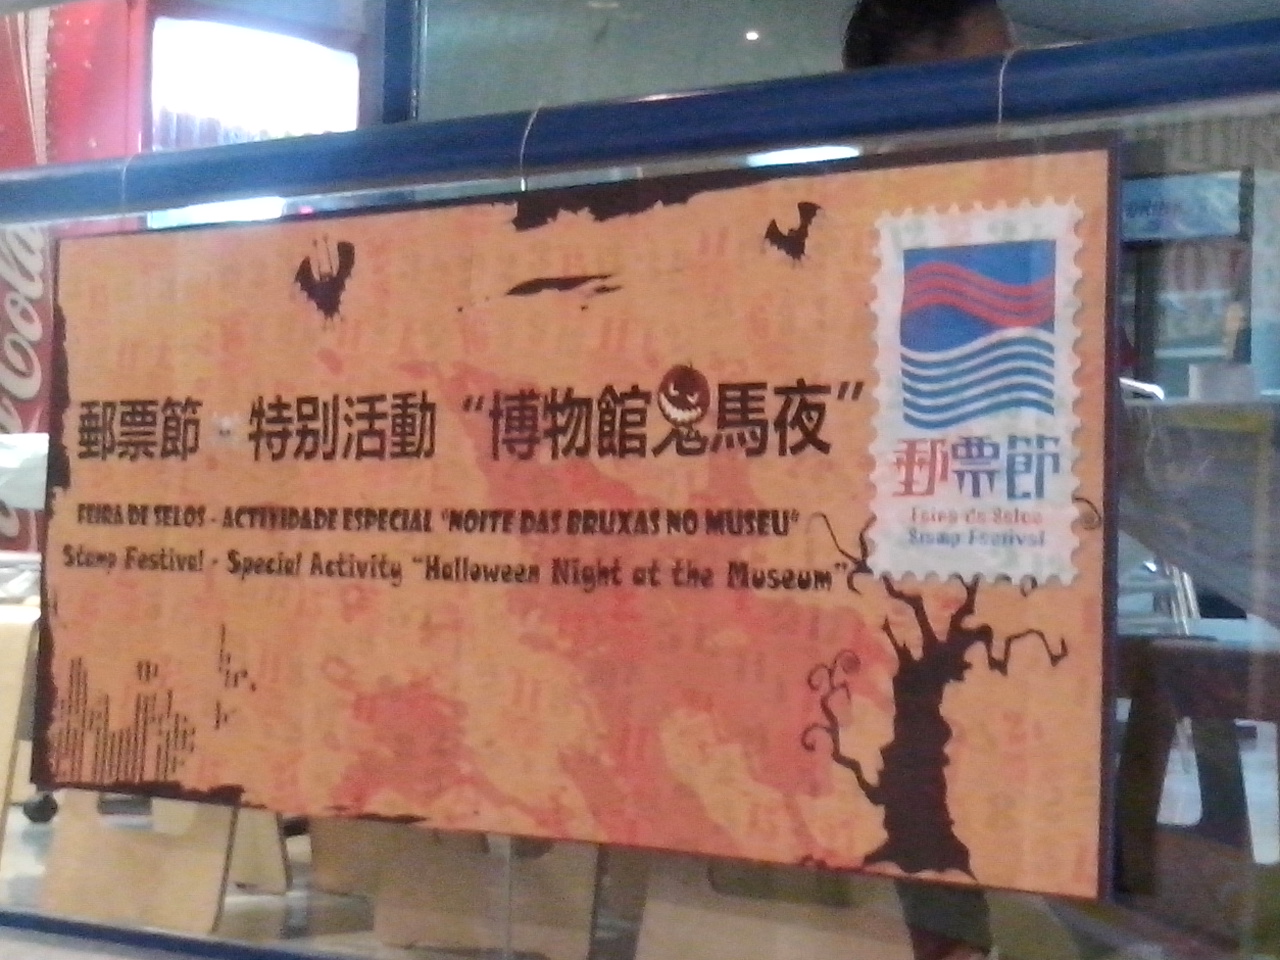 郵票節 - 特別活動 “博物館鬼馬夜”
FEIRA DE SELOS - ACTIVIDADE ESPECIAL "NOITE DAS BRUXAS NO MUSEU"
Stamp Festival - Special Activity “Halloween Night at the Museum”
郵票節
Feira de Selos
Stamp Festival
Cola